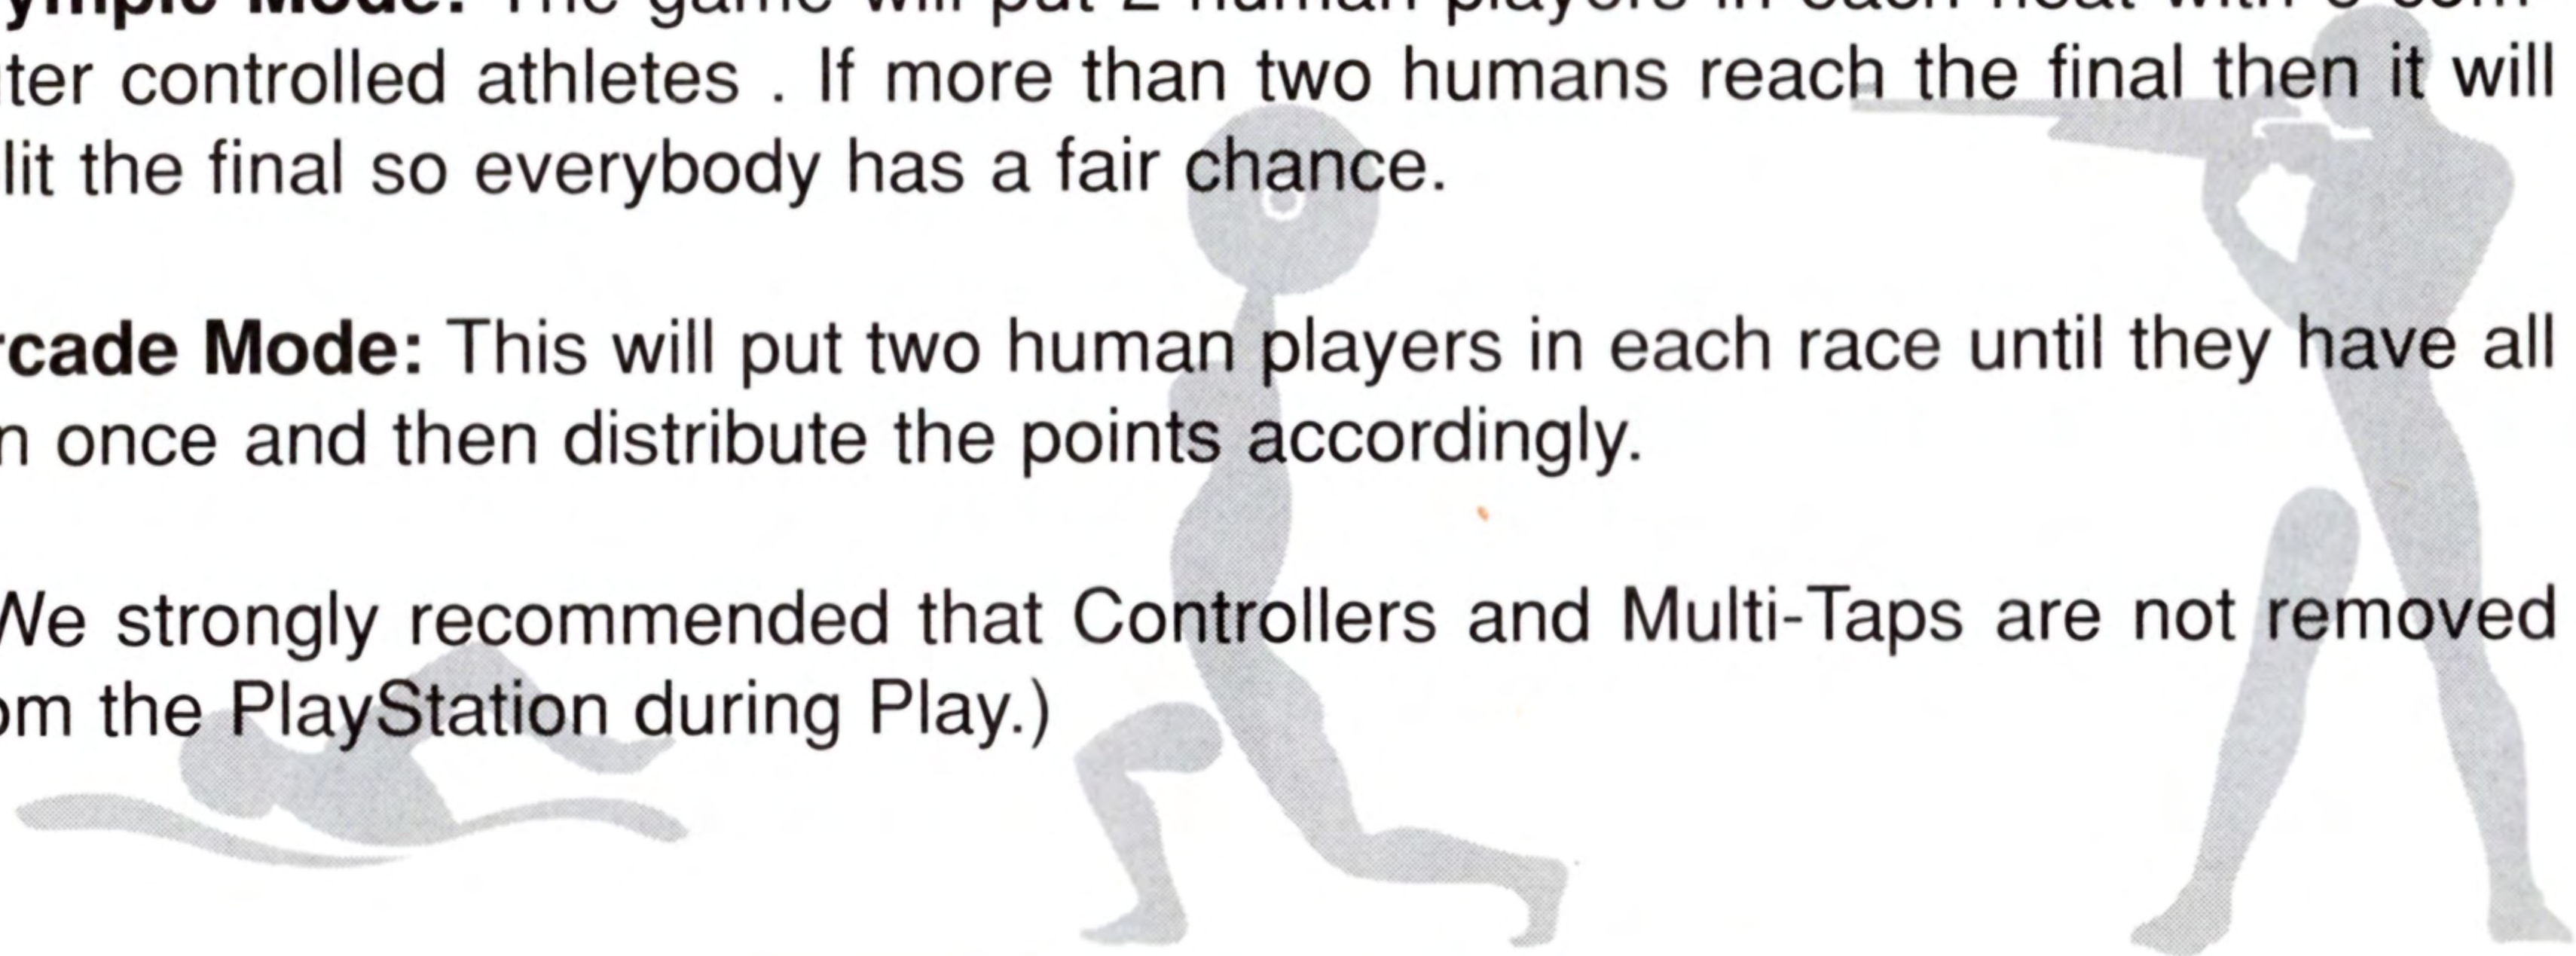 ympic Mode: The game will put 2 human players in each heat with 6 com-
ter controlled athletes . If more than two humans reach the final then it will
lit the final so everybody has a fair chance.
rcade Mode: This will put two human players in each race until they have all
n once and then distribute the points accordingly.
We strongly recommended that Controllers and Multi-Taps are not removed
om the PlayStation during Play.)